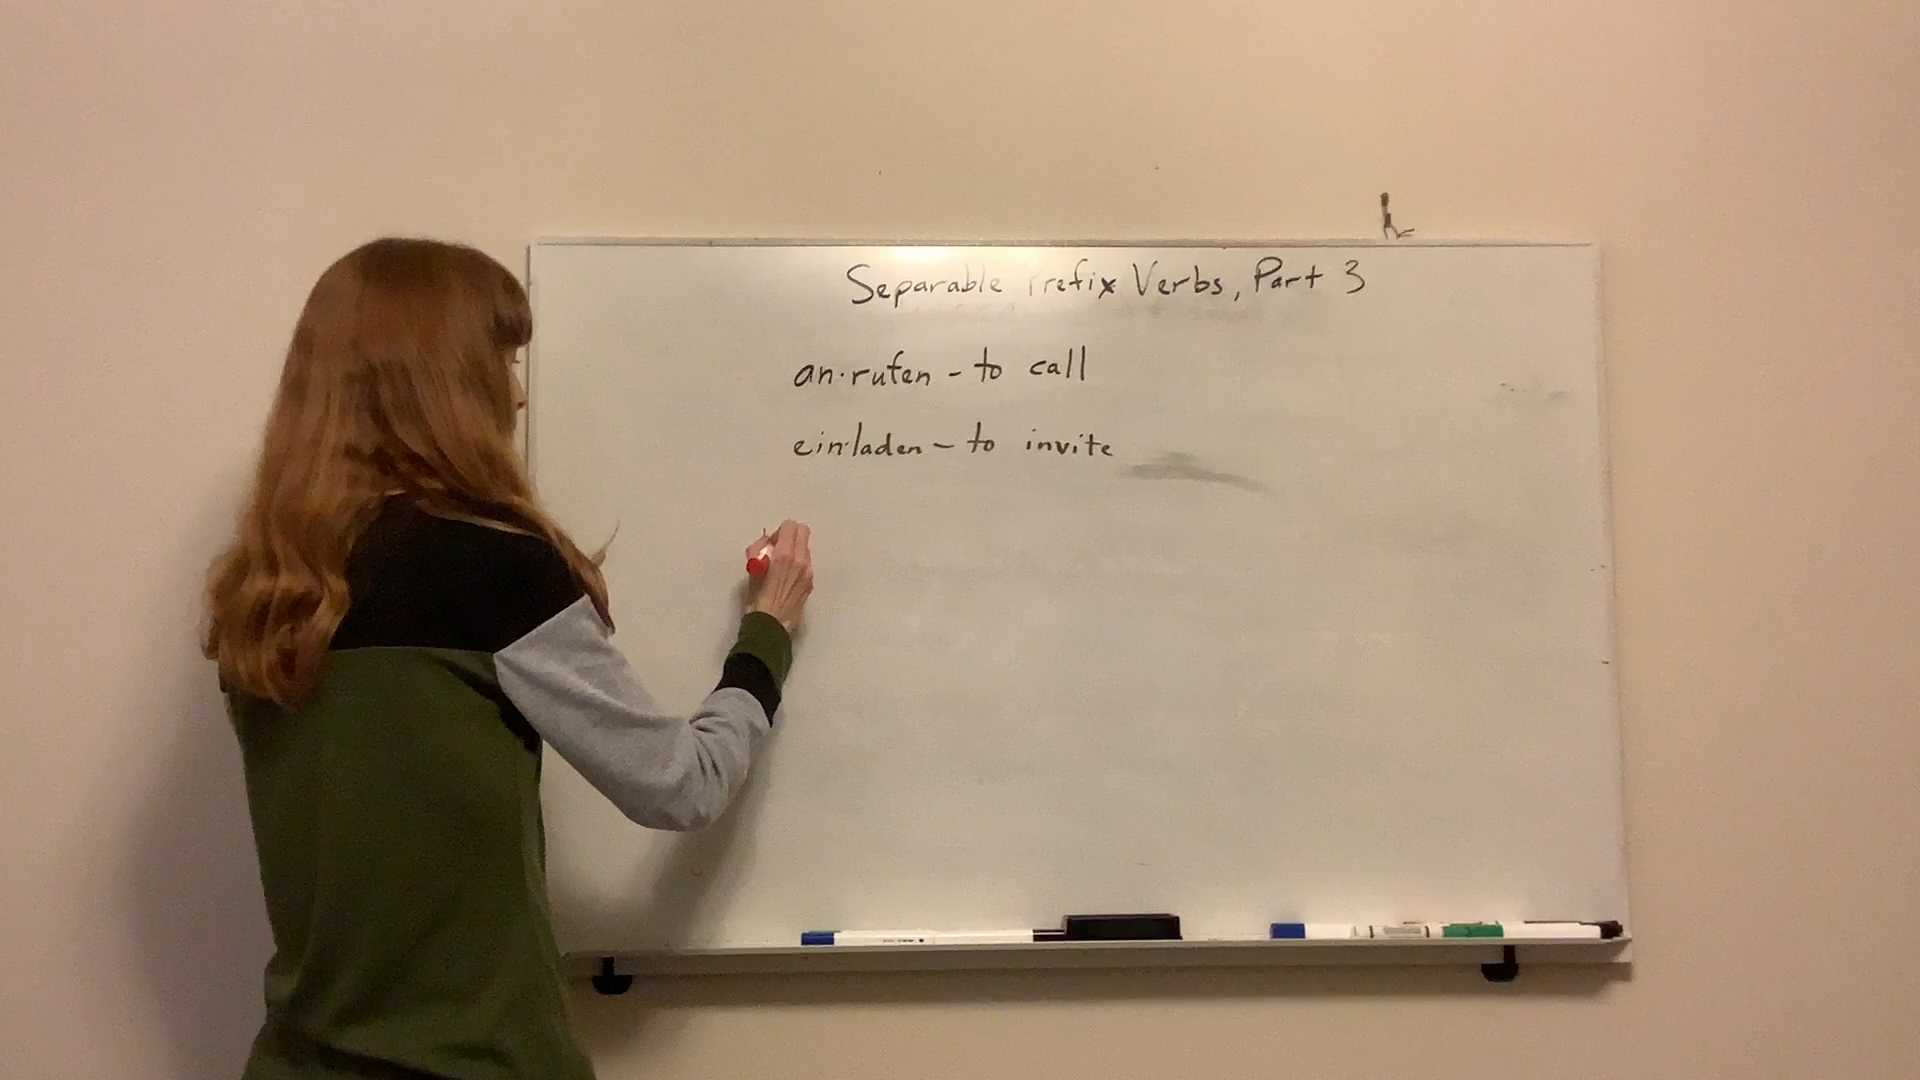 Separable Prefix Verbs, Part 3
an·rufen - to call
ein·laden - to invite